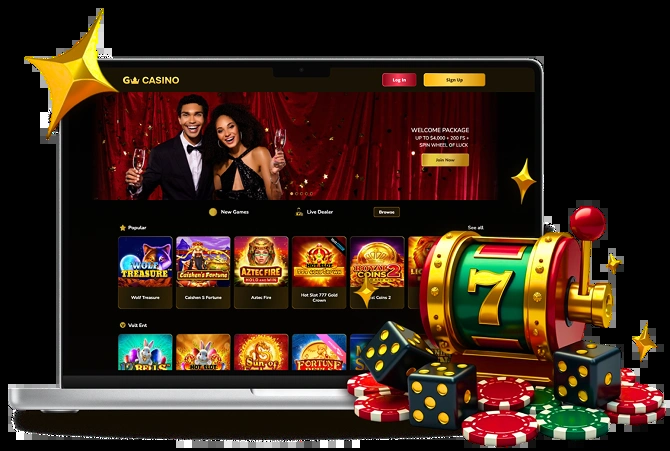 G CASINO
Log In
Sign Up
WELCOME PACKAGE
UP TO $4,000 + 200 FS +
SPIN WHEEL OF LUCK
Join Now
New Games
Live Dealer
Browse
Popular
See all
WOLF
TREASURE
Caishen's Fortune
AZTEC FIRE
HOLD AND WIN
777 GOLD CROWN
COINS 2
Wolf Treasure
Caishen S Fortune
Aztec Fire
Hot Slot 777 Gold
Crown
Coins 2
Volt Ent
BELLS
HOT SLOT
Sun of
FORTUNE
7